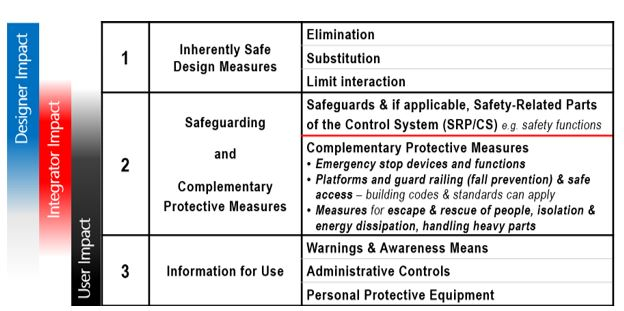 Designer Impact
Integrator Impact
User Impact
1
Inherently Safe
Design Measures
Elimination
Substitution
Limit interaction
2
Safeguarding
and
Complementary
Protective Measures
Safeguards & if applicable, Safety-Related Parts
of the Control System (SRP/CS) e.g. safety functions
Complementary Protective Measures
• Emergency stop devices and functions
• Platforms and guard railing (fall prevention) & safe
access – building codes & standards can apply
• Measures for escape & rescue of people, isolation &
energy dissipation, handling heavy parts
3
Information for Use
Warnings & Awareness Means
Administrative Controls
Personal Protective Equipment